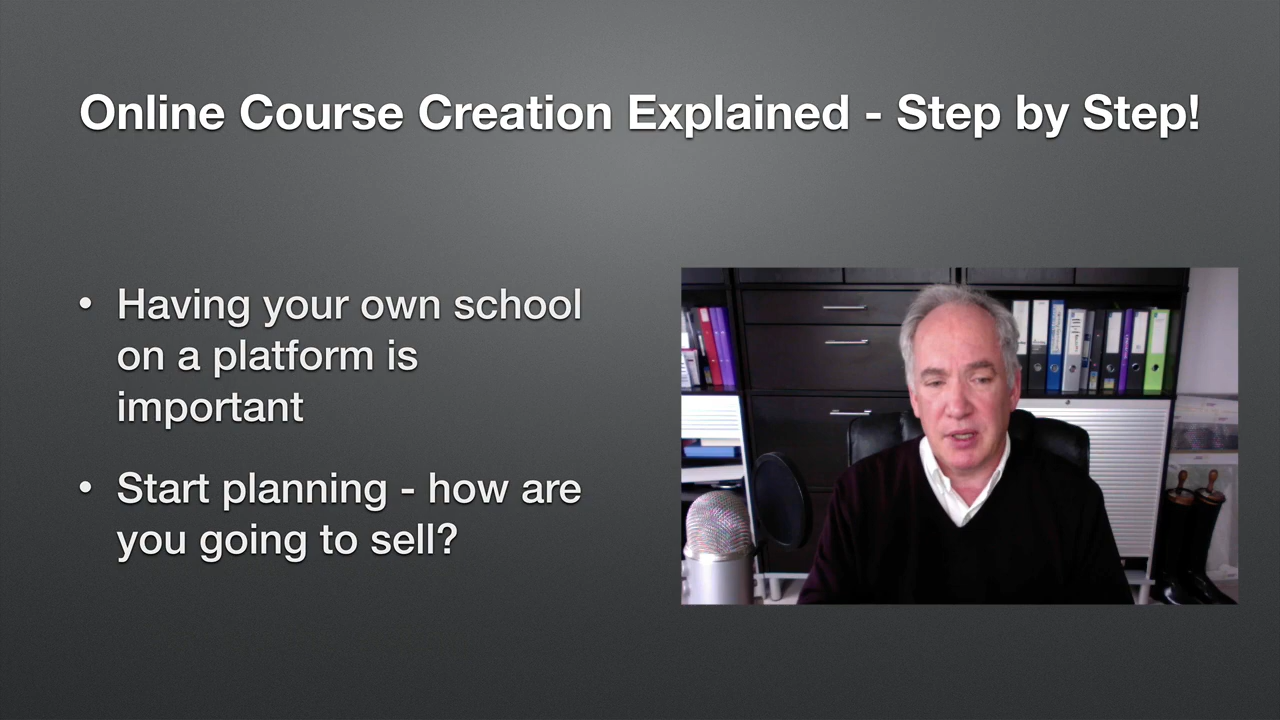 Online Course Creation Explained - Step by Step!
• Having your own school
on a platform is
important
• Start planning - how are
you going to sell?